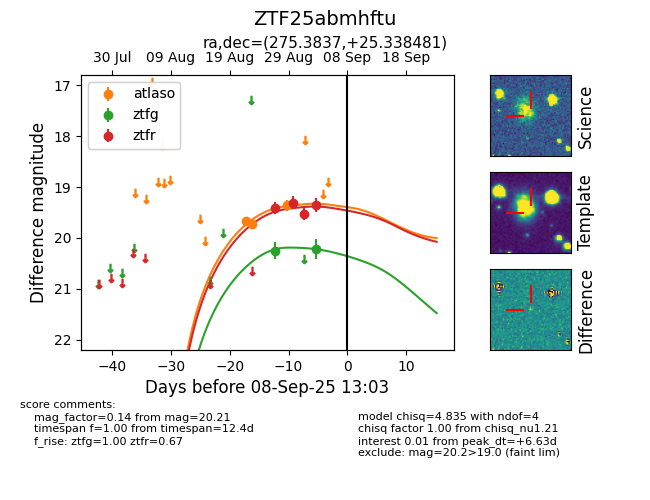 ZTF25abmhftu
ra,dec=(275.3837,+25.338481)
30 Jul 09 Aug 19 Aug 29 Aug 08 Sep 18 Sep
17
18
19
20
21
22
Difference magnitude
atlaso
ztfg
ztfr
−40 −30 −20 −10 0 10
Days before 08-Sep-25 13:03
Science
Template
Difference
score comments:
mag_factor=0.14 from mag=20.21
timespan f=1.00 from timespan=12.4d
f_rise: ztfg=1.00 ztfr=0.67
model chisq=4.835 with ndof=4
chisq factor 1.00 from chisq_nu1.21
interest 0.01 from peak_dt=+6.63d
exclude: mag=20.2>19.0 (faint lim)